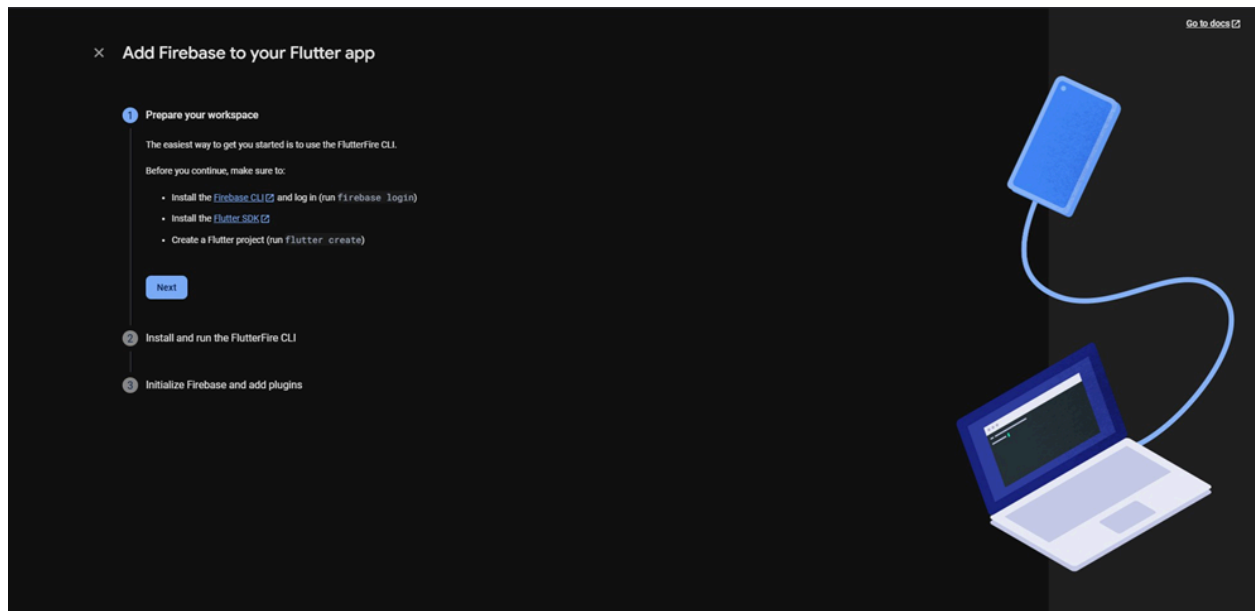 Go to docs
Add Firebase to your Flutter app
1 Prepare your workspace
The easiest way to get you started is to use the FlutterFire CLI.
Before you continue, make sure to:
• Install the Firebase CLI and log in (run firebase login)
• Install the Flutter SDK
• Create a Flutter project (run flutter create)
Next
2 Install and run the FlutterFire CLI
3 Initialize Firebase and add plugins